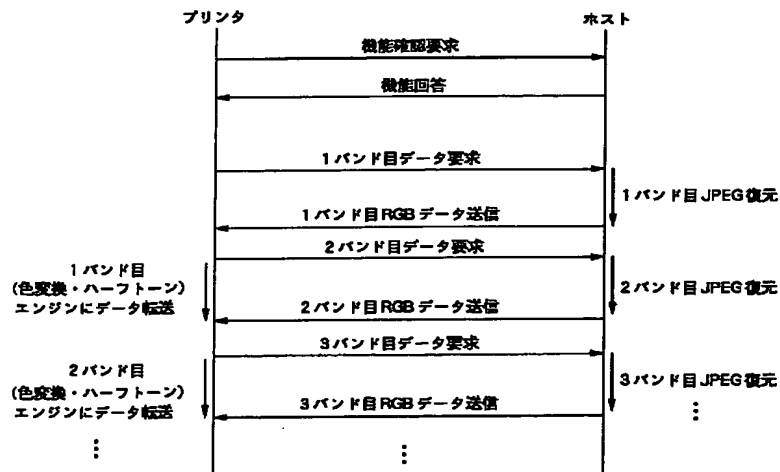 プリンタ
ホスト
機能確認要求
機能回答
1バンド目データ要求
1バンド目JPEG復元
1バンド目RGBデータ送信
2バンド目データ要求
1バンド目
(色変換・ハーフトーン)
エンジンにデータ転送
2バンド目JPEG復元
2バンド目RGBデータ送信
3バンド目データ要求
2バンド目
(色変換・ハーフトーン)
エンジンにデータ転送
3バンド目JPEG復元
3バンド目RGBデータ送信